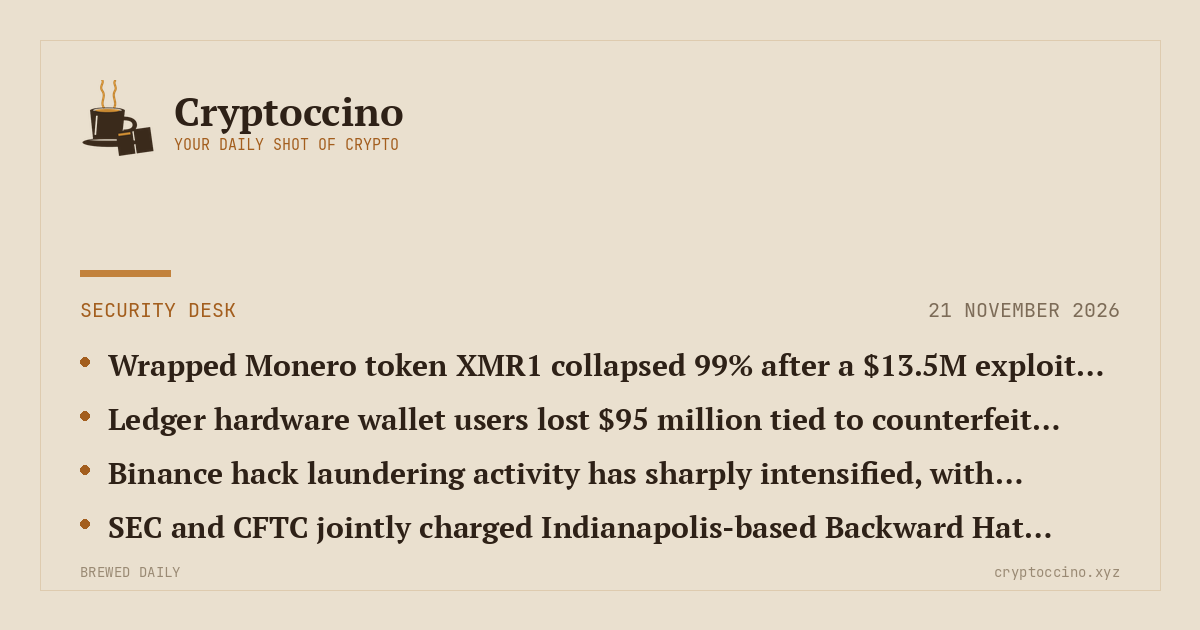 Cryptoccino
YOUR DAILY SHOT OF CRYPTO
SECURITY DESK
21 NOVEMBER 2026
Wrapped Monero token XMR1 collapsed 99% after a $13.5M exploit...
Ledger hardware wallet users lost $95 million tied to counterfeit...
Binance hack laundering activity has sharply intensified, with...
SEC and CFTC jointly charged Indianapolis-based Backward Hat...
BREWED DAILY
cryptoccino.xyz